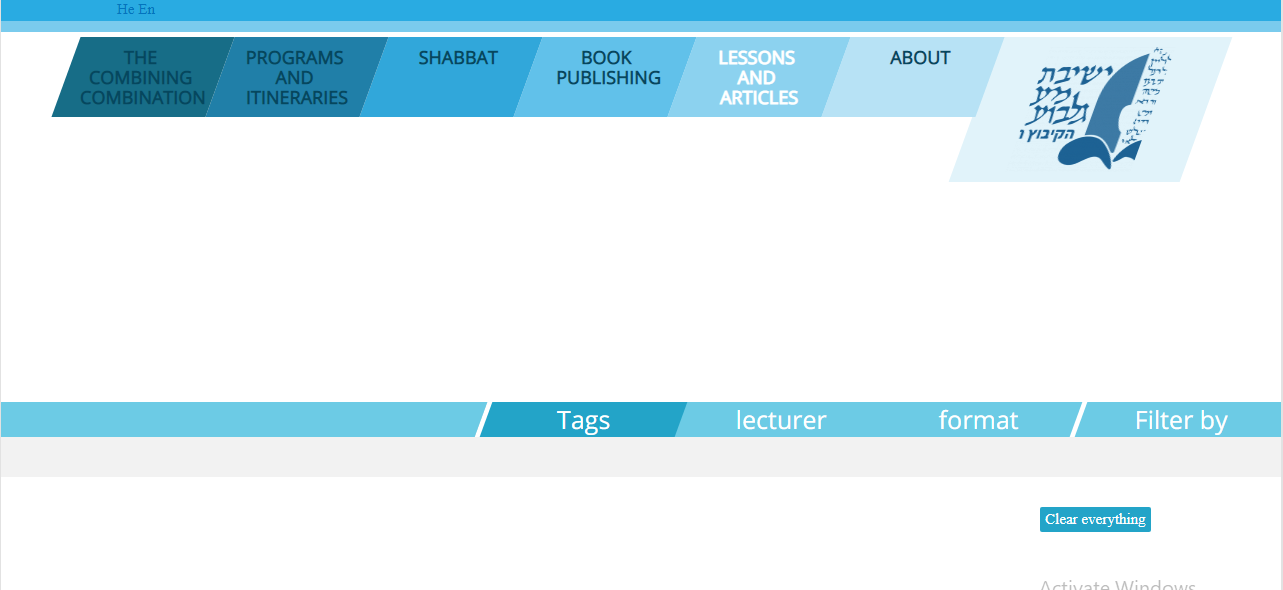 He En
THE
COMBINING
COMBINATION
PROGRAMS
AND
ITINERARIES
SHABBAT
BOOK
PUBLISHING
LESSONS
AND
ARTICLES
ABOUT
ישיבת
מע
גלבוע
הקיבוץ ו
Tags
lecturer
format
Filter by
Clear everything
Activate Windows